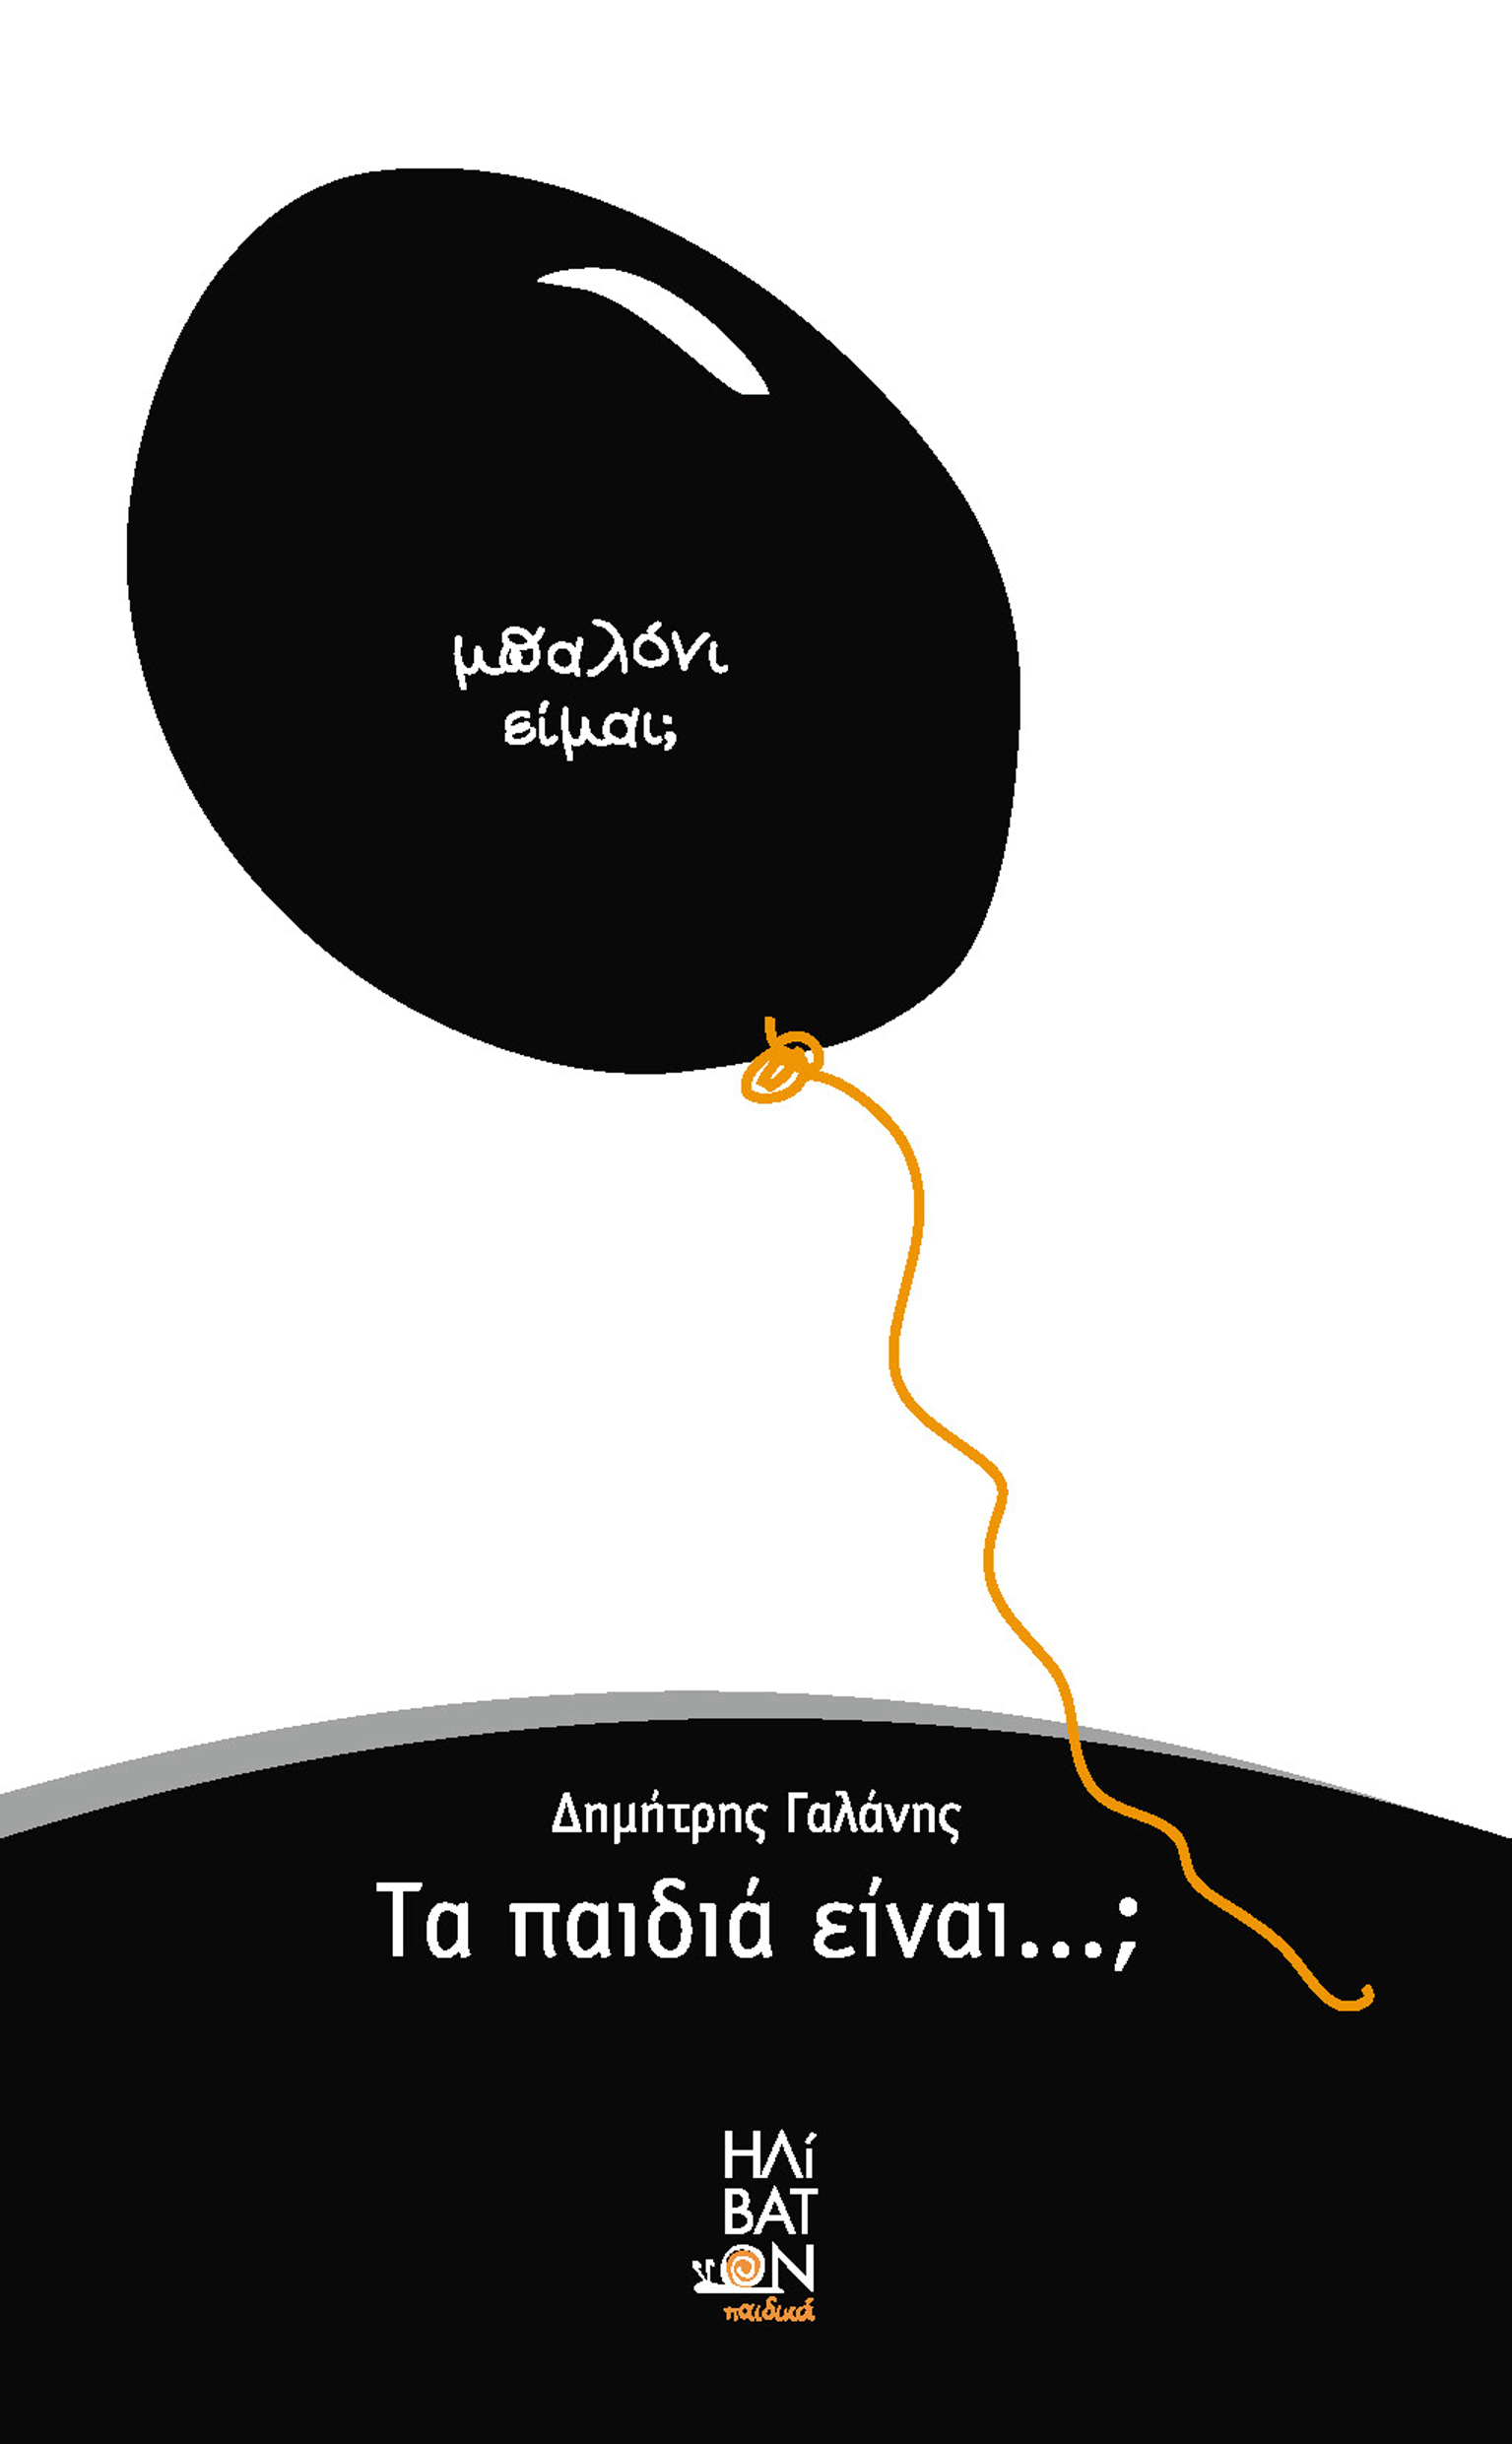 μπαλόνι
είμαι;
Δημήτρης Γαλάνης
Τα παιδιά είναι...;
ΗΛί
ΒΑΤ
ΟΝ
παιδικά